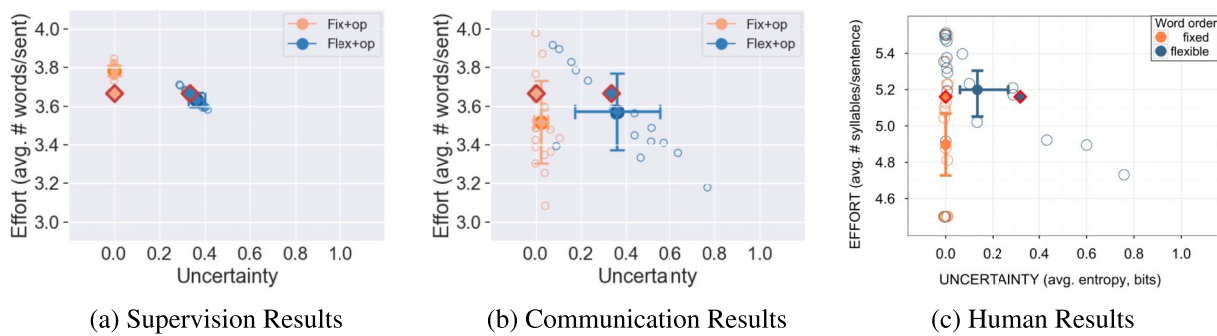 Effort (avg. # words/sent)
4.0
3.8
3.6
3.4
3.2
3.0
0.0 0.2 0.4 0.6 0.8 1.0
Uncertainty
Fix+op
Flex+op
(a) Supervision Results
Effort (avg. # words/sent)
4.0
3.8
3.6
3.4
3.2
3.0
0.0 0.2 0.4 0.6 0.8 1.0
Uncertainty
Fix+op
Flex+op
(b) Communication Results
EFFORT (avg. # syllables/sentence)
5.4
5.2
5.0
4.8
4.6
0.0 0.2 0.4 0.6 0.8 1.0
UNCERTAINTY (avg. entropy, bits)
Word order
fixed
flexible
(c) Human Results